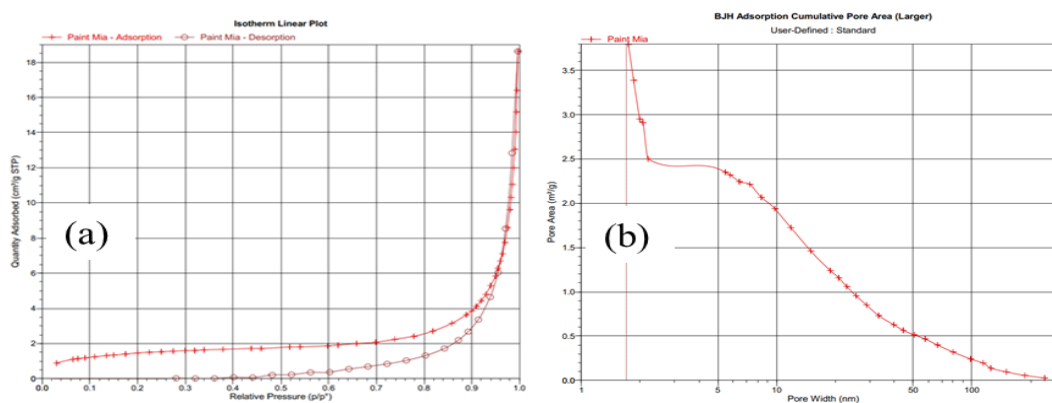 Isotherm Linear Plot
Paint Mia - Adsorption Paint Mia - Desorption
Quantity Adsorbed (cm³/g STP)
18
16
14
12
10
8
6
4
2
0
(a)
0.0 0.1 0.2 0.3 0.4 0.5 0.6 0.7 0.8 0.9 1.0
Relative Pressure (p/p°)
BJH Adsorption Cumulative Pore Area (Larger)
User-Defined : Standard
Paint Mia
Pore Area (m²/g)
3.5
3.0
2.5
2.0
1.5
1.0
0.5
0.0
(b)
1 5 10 50 100
Pore Width (nm)